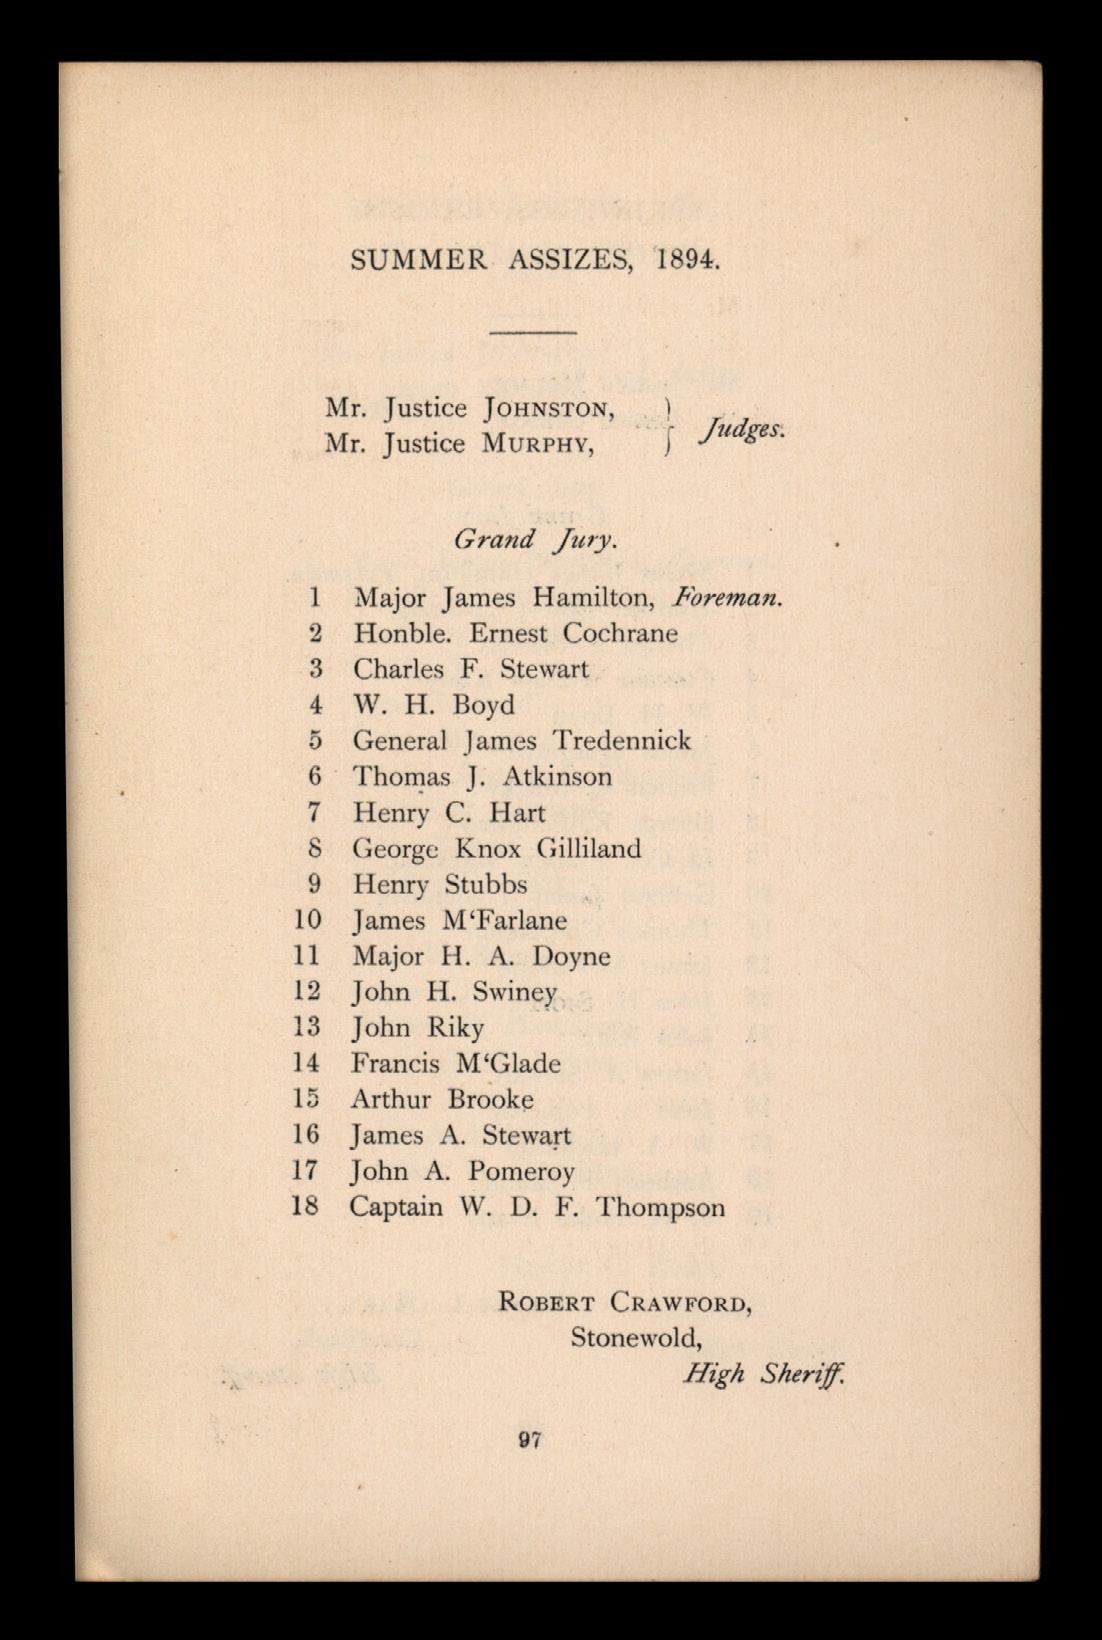 SUMMER ASSIZES, 1894.
Mr. Justice JOHNSTON,
Mr. Justice MURPHY,
} Judges.
Grand Jury.
1 Major James Hamilton, Foreman.
2 Honble. Ernest Cochrane
3 Charles F. Stewart
4 W. H. Boyd
5 General James Tredennick
6 Thomas J. Atkinson
7 Henry C. Hart
8 George Knox Gilliland
9 Henry Stubbs
10 James M‘Farlane
11 Major H. A. Doyne
12 John H. Swiney
13 John Riky
14 Francis M‘Glade
15 Arthur Brooke
16 James A. Stewart
17 John A. Pomeroy
18 Captain W. D. F. Thompson
ROBERT CRAWFORD,
Stonewold,
High Sheriff.
97